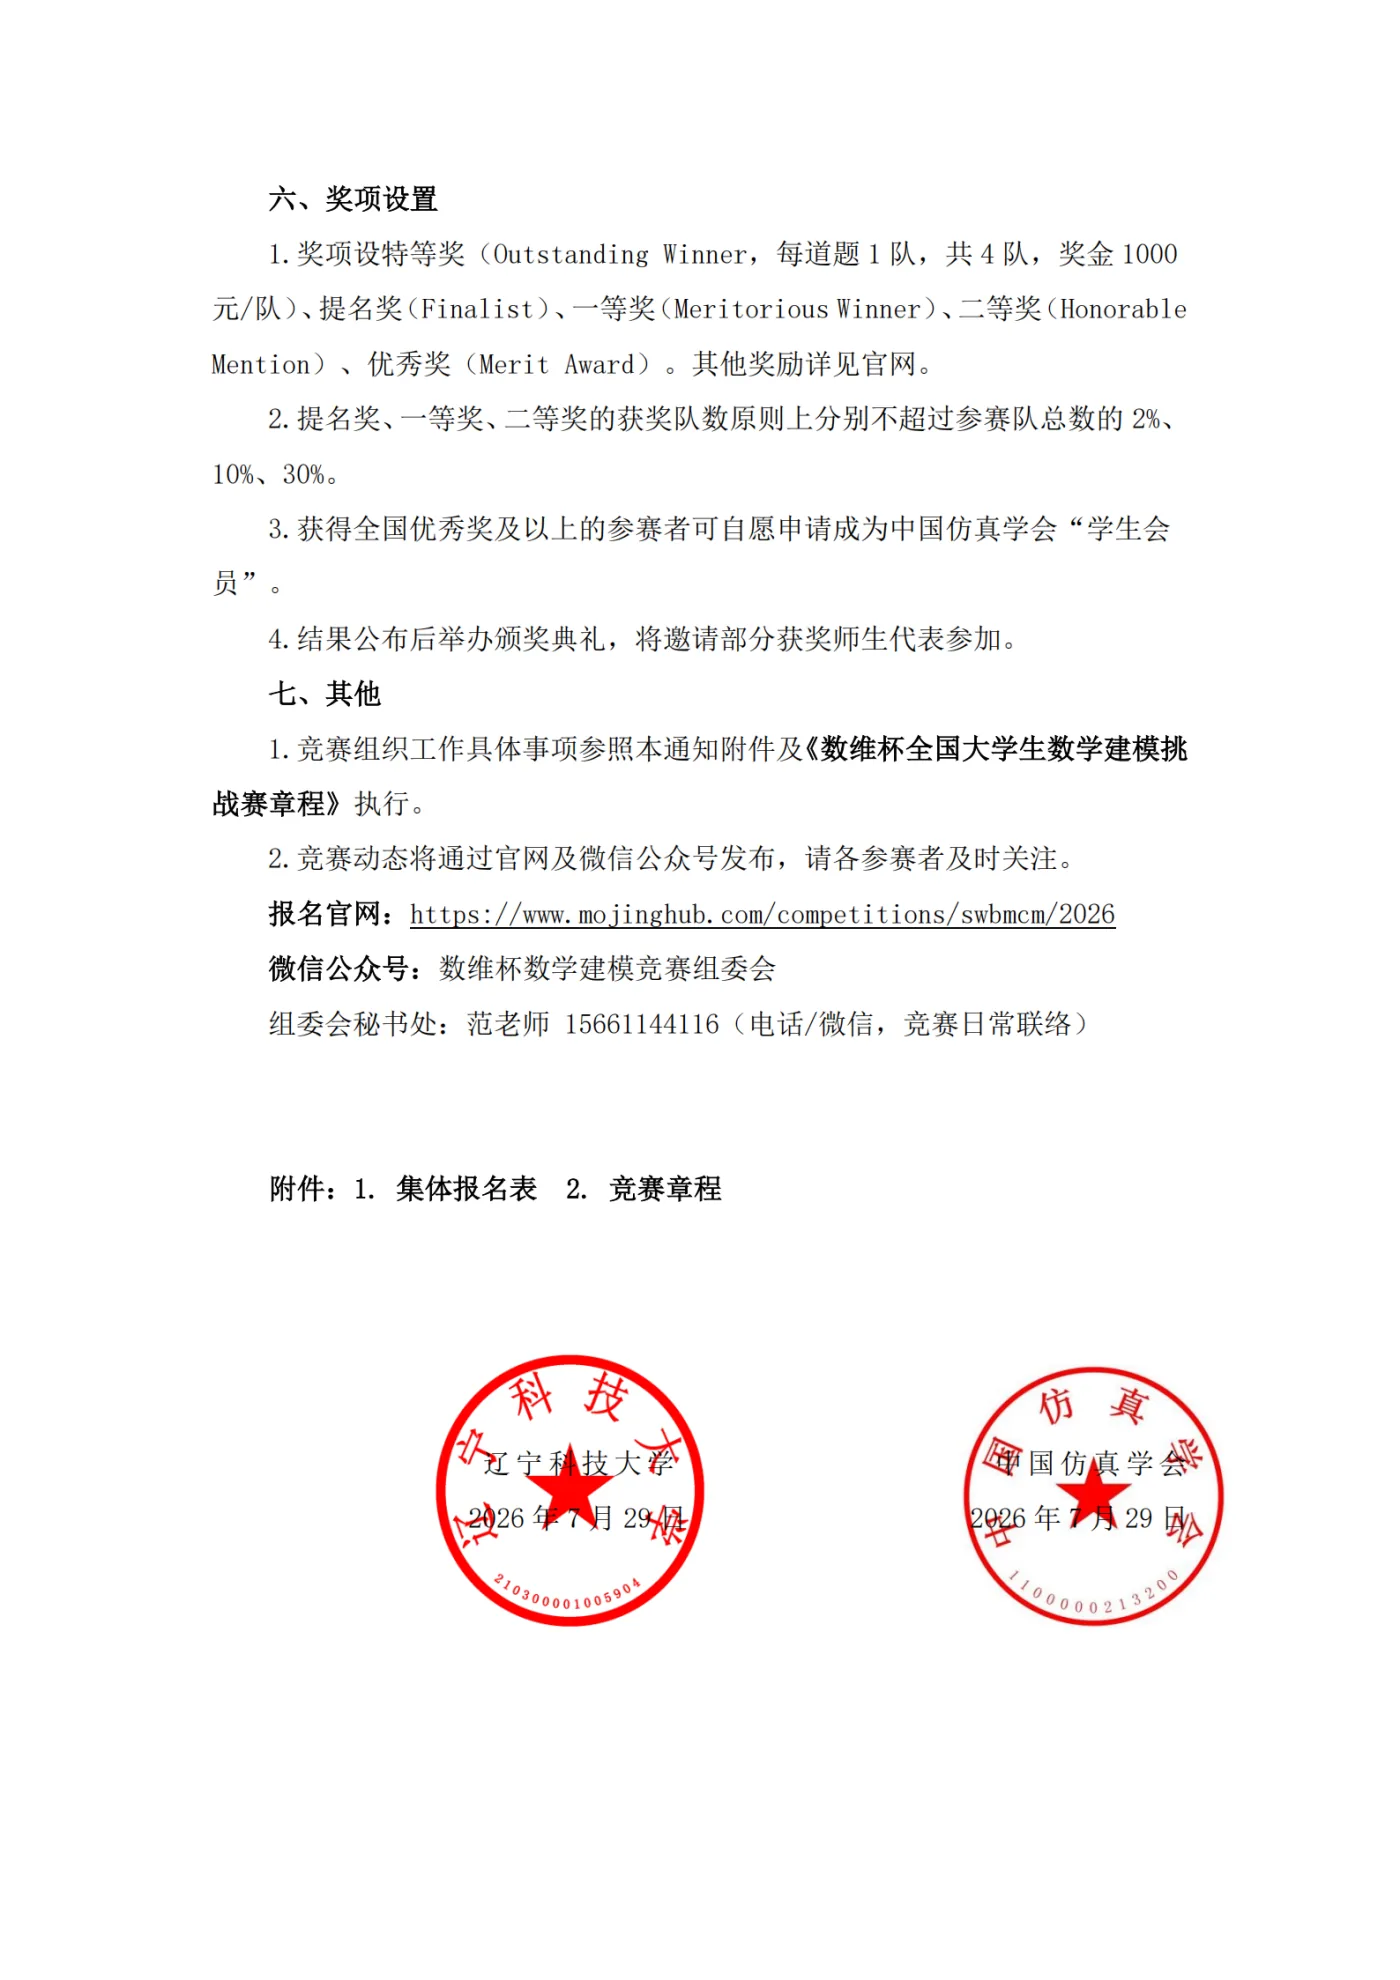 六、奖项设置
1.奖项设特等奖（Outstanding Winner，每道题 1 队，共 4 队，奖金 1000
元/队）、提名奖（Finalist）、一等奖（Meritorious Winner）、二等奖（Honorable
Mention）、优秀奖（Merit Award）。其他奖励详见官网。
2.提名奖、一等奖、二等奖的获奖队数原则上分别不超过参赛队总数的 2%、
10%、30%。
3.获得全国优秀奖及以上的参赛者可自愿申请成为中国仿真学会“学生会
员”。
4.结果公布后举办颁奖典礼，将邀请部分获奖师生代表参加。
七、其他
1.竞赛组织工作具体事项参照本通知附件及《数维杯全国大学生数学建模挑
战赛章程》执行。
2.竞赛动态将通过官网及微信公众号发布，请各参赛者及时关注。
报名官网：https://www.mojinghub.com/competitions/swbmcm/2026
微信公众号：数维杯数学建模竞赛组委会
组委会秘书处：范老师 15661144116（电话/微信，竞赛日常联络）
附件：1. 集体报名表 2. 竞赛章程
辽宁科技大学
辽宁科技大学
2026 年 7 月 29 日
210300001005904
中国仿真学会
中国仿真学会
2026 年 7 月 29 日
1100000213200